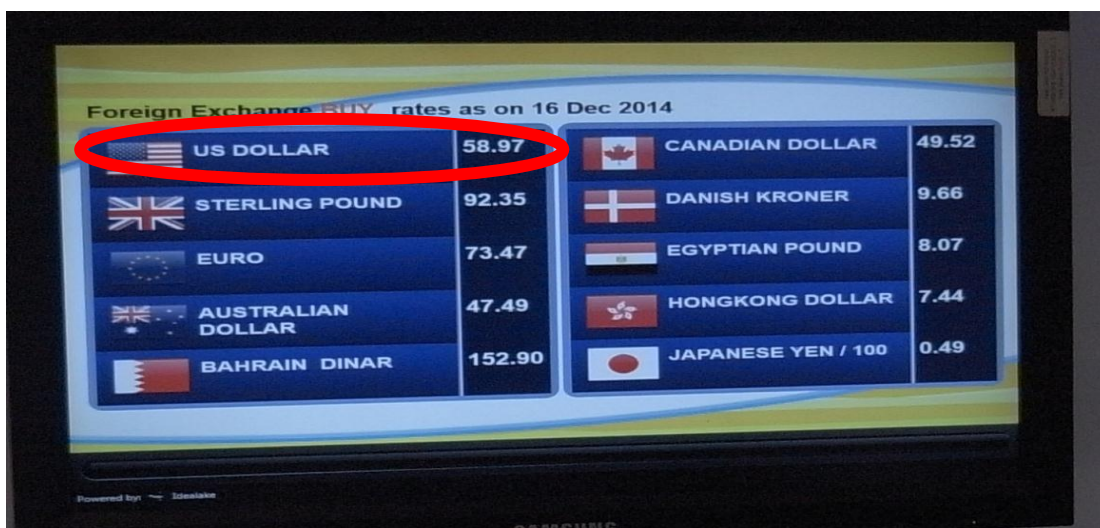 Foreign Exchange BUY rates as on 16 Dec 2014
US DOLLAR 58.97
STERLING POUND 92.35
EURO 73.47
AUSTRALIAN
DOLLAR 47.49
BAHRAIN DINAR 152.90
CANADIAN DOLLAR 49.52
DANISH KRONER 9.66
EGYPTIAN POUND 8.07
HONGKONG DOLLAR 7.44
JAPANESE YEN / 100 0.49
Powered by: Idealake
SAMSUNG